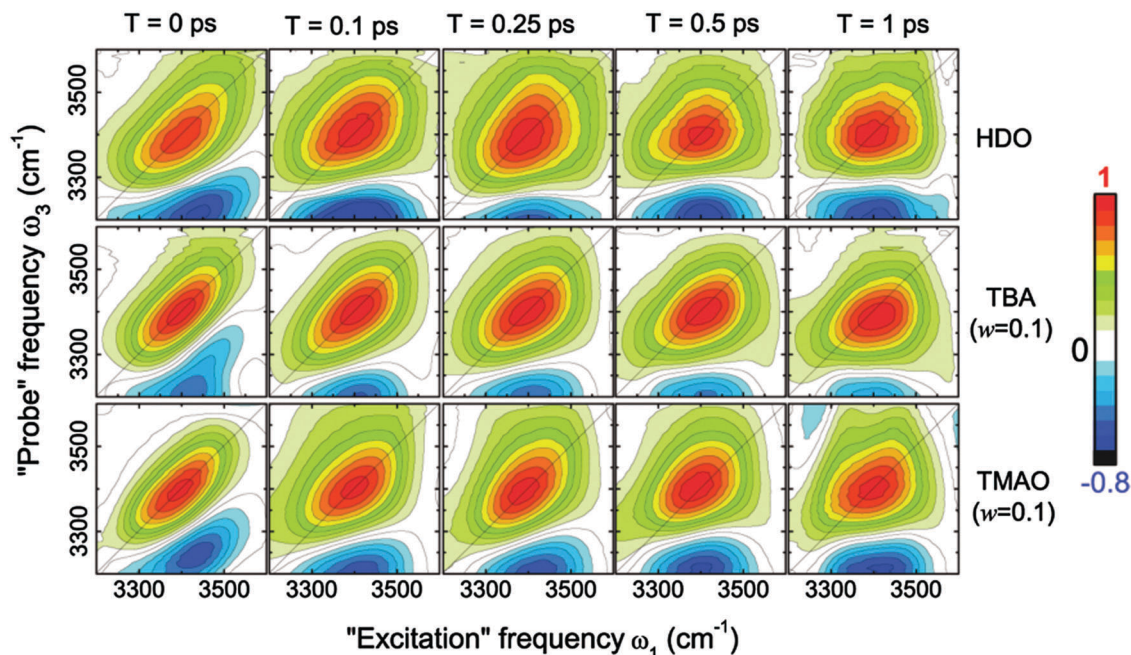 T = 0 ps T = 0.1 ps T = 0.25 ps T = 0.5 ps T = 1 ps
"Probe" frequency ω3 (cm-1)
3500
3300
HDO
3500
3300
TBA
(w=0.1)
3500
3300
TMAO
(w=0.1)
1
0
-0.8
3300 3500 3300 3500 3300 3500 3300 3500 3300 3500
"Excitation" frequency ω1 (cm-1)